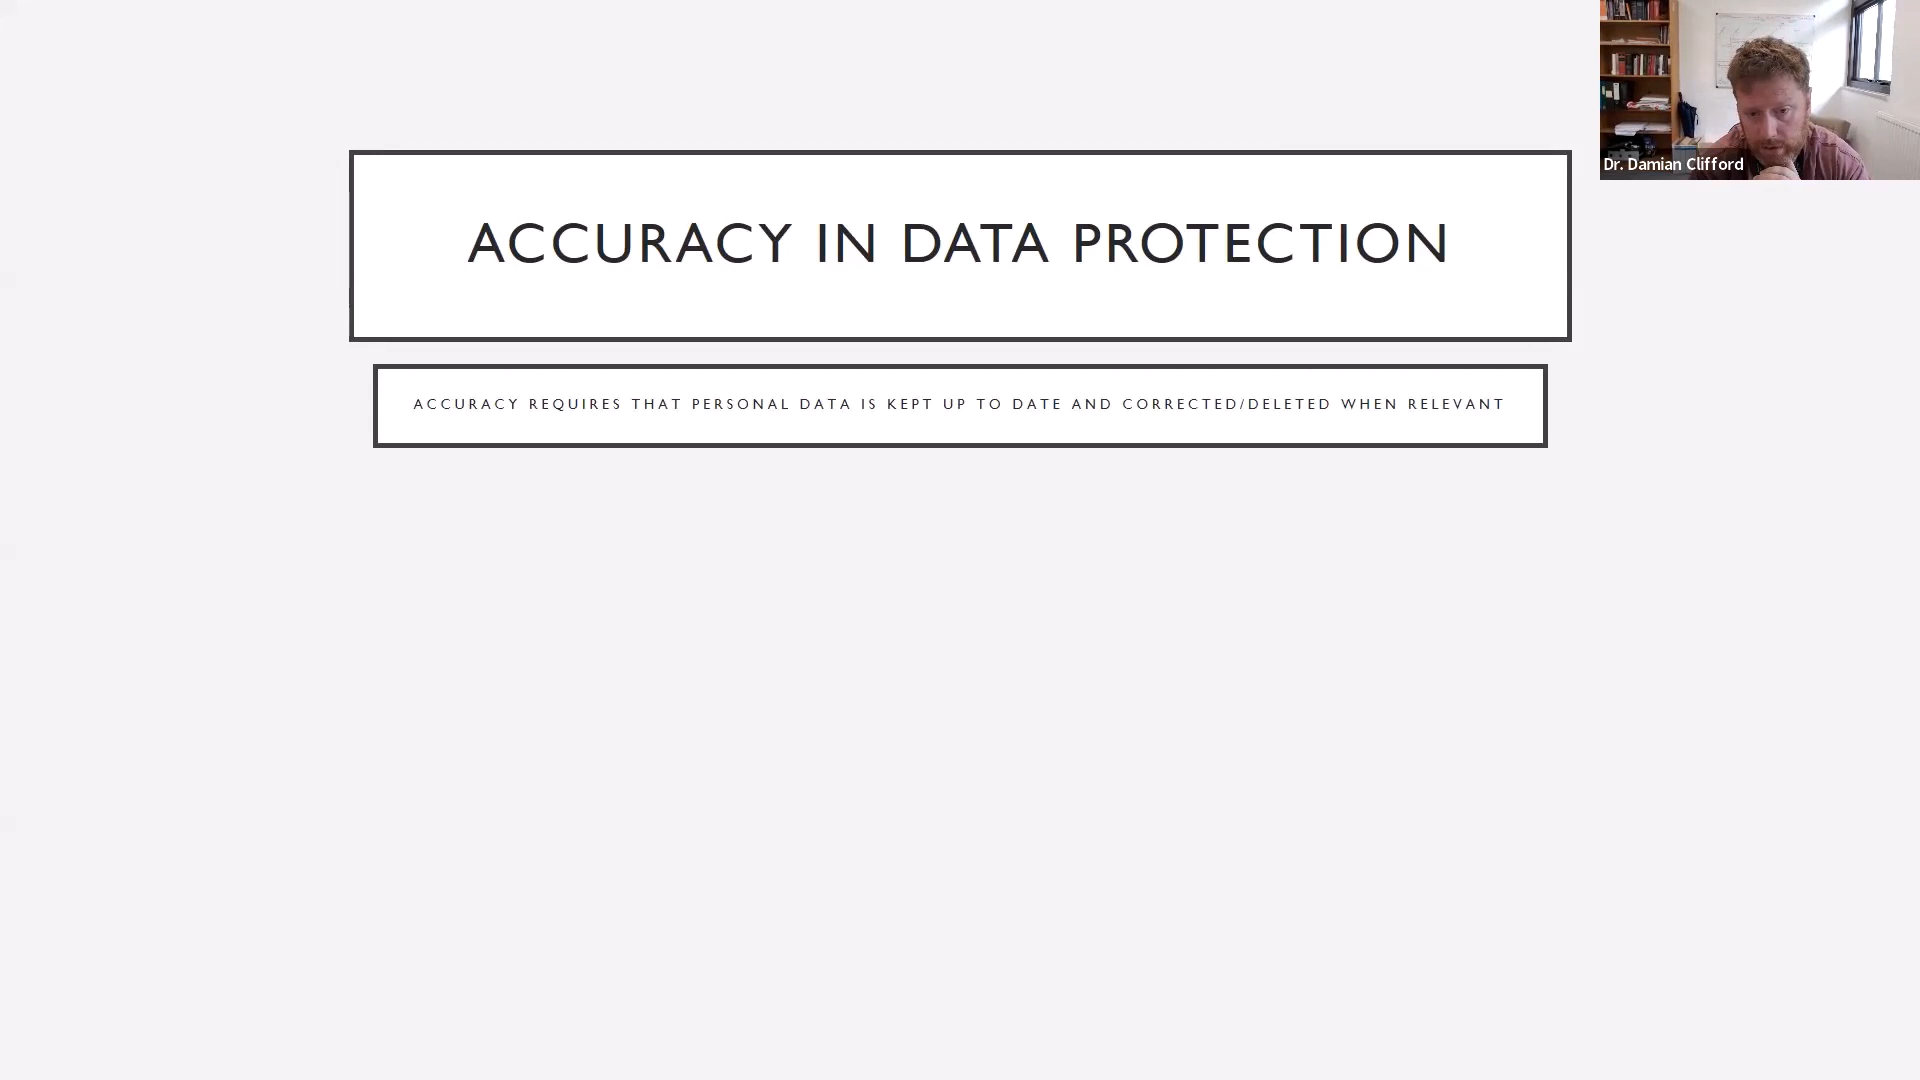 ACCURACY IN DATA PROTECTION
ACCURACY REQUIRES THAT PERSONAL DATA IS KEPT UP TO DATE AND CORRECTED/DELETED WHEN RELEVANT
Dr. Damian Clifford